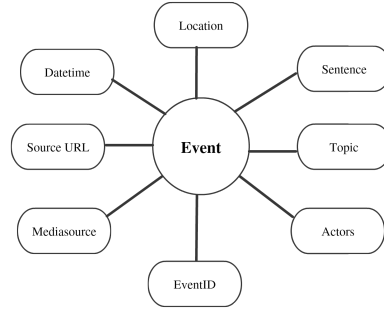 Location
Datetime
Sentence
Source URL
Event
Topic
Mediasource
Actors
EventID